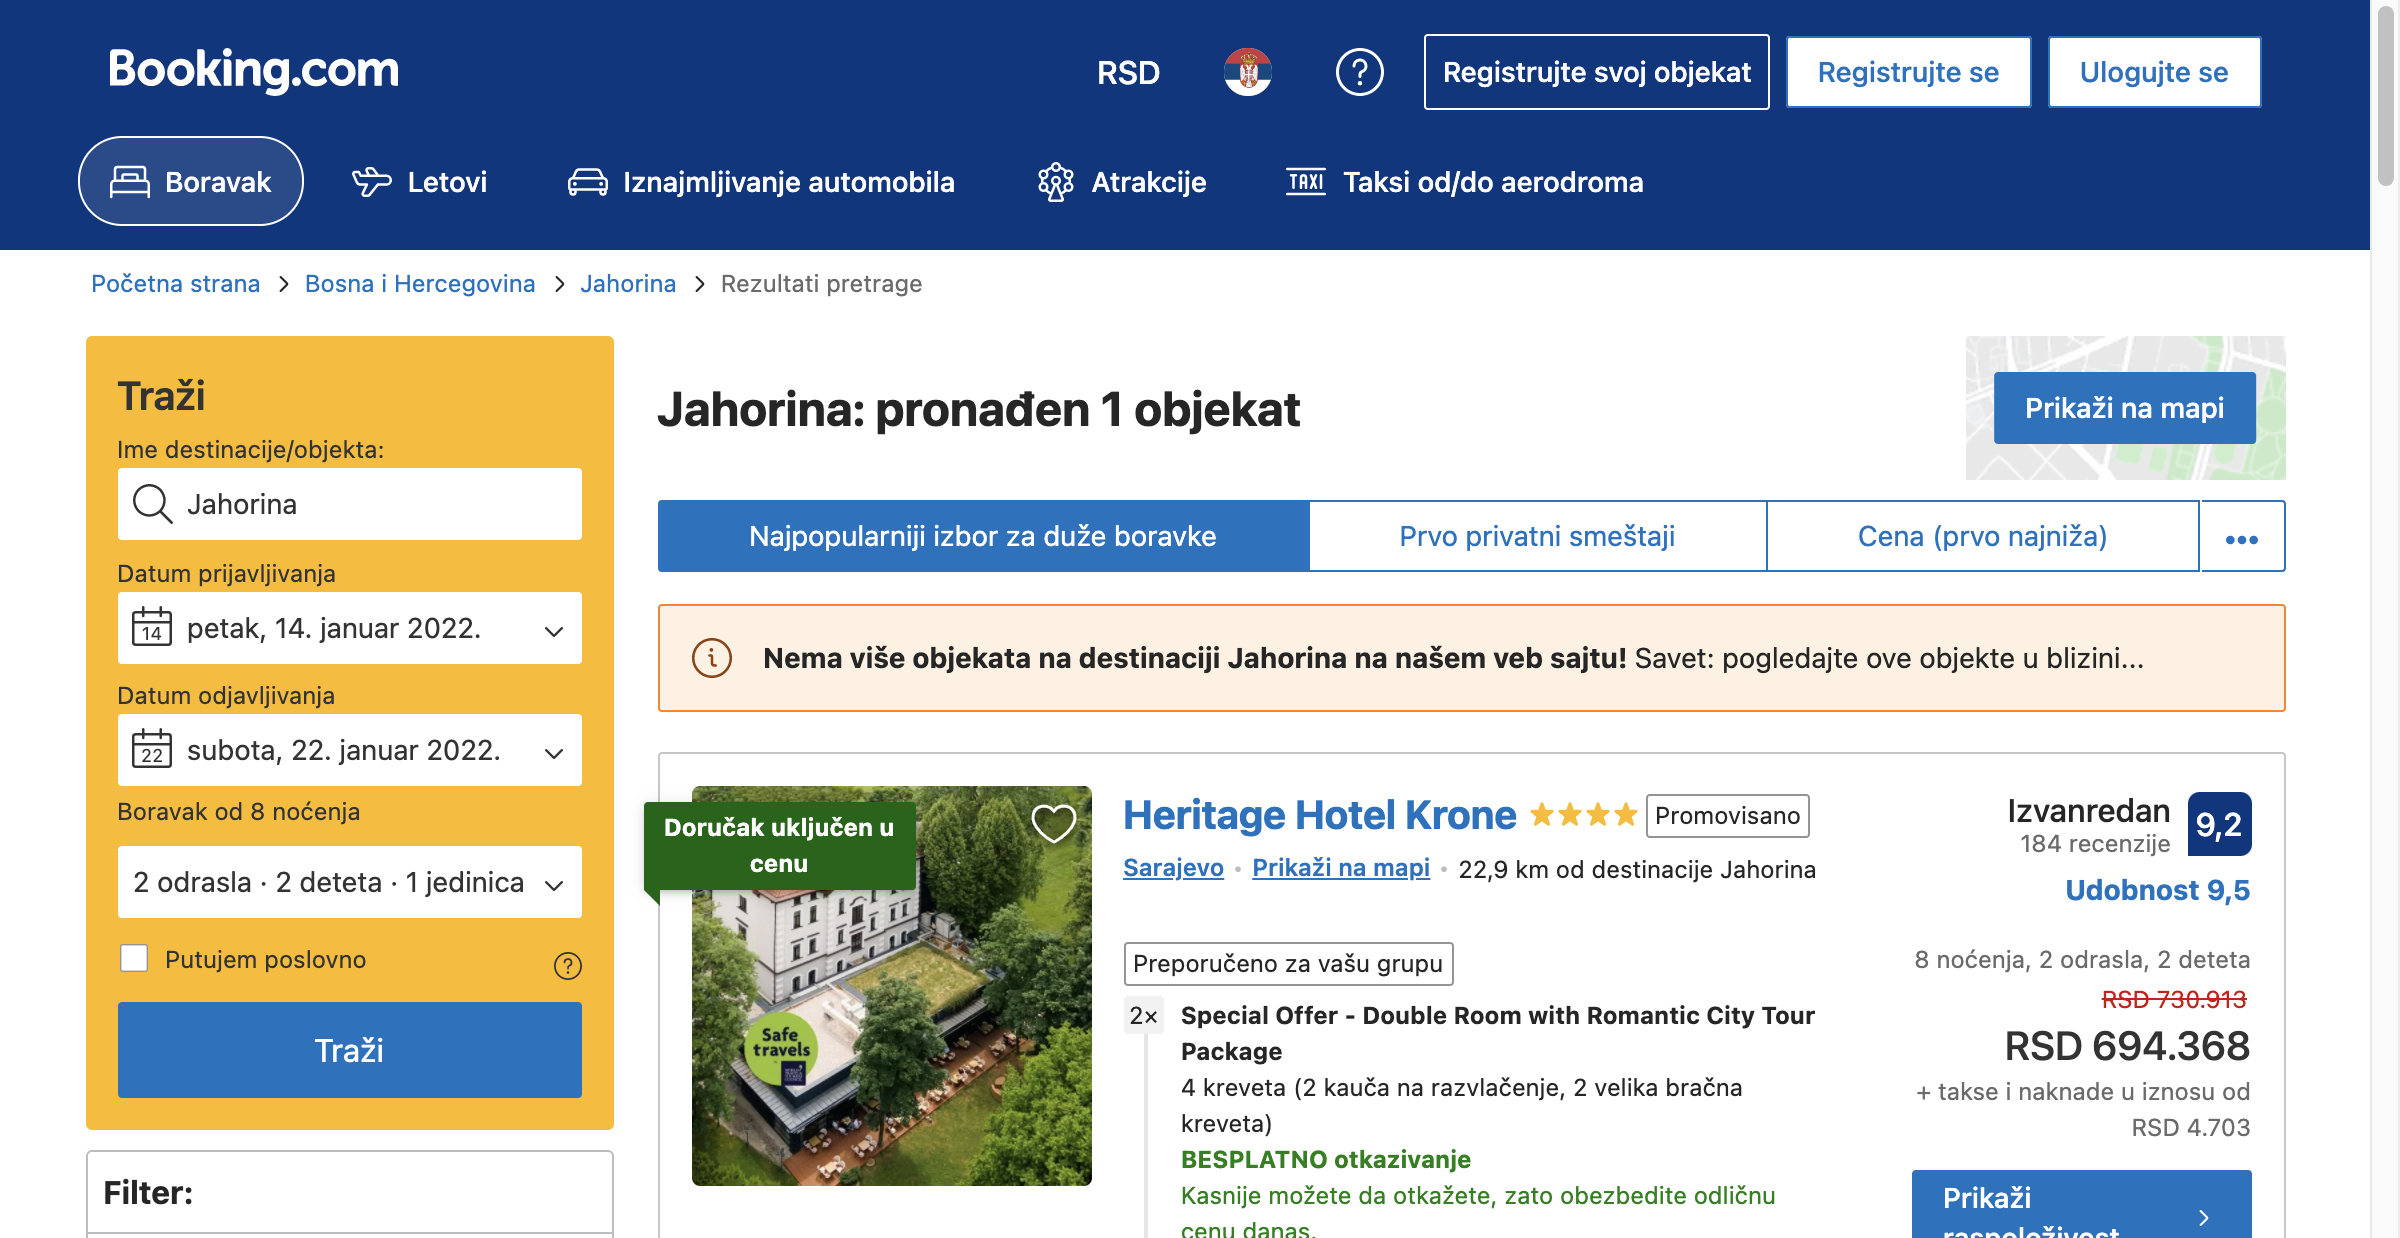 Booking.com
RSD
Registrujte svoj objekat
Registrujte se
Ulogujte se
Boravak
Letovi
Iznajmljivanje automobila
Atrakcije
TAXI
Taksi od/do aerodroma
Početna strana
Bosna i Hercegovina
Jahorina
Rezultati pretrage
Traži
Ime destinacije/objekta:
Jahorina
Datum prijavljivanja
14
petak, 14. januar 2022.
Datum odjavljivanja
22
subota, 22. januar 2022.
Boravak od 8 noćenja
2 odrasla · 2 deteta · 1 jedinica
Putujem poslovno
Traži
Filter:
Jahorina: pronađen 1 objekat
Prikaži na mapi
Najpopularniji izbor za duže boravke
Prvo privatni smeštaji
Cena (prvo najniža)
Nema više objekata na destinaciji Jahorina na našem veb sajtu! Savet: pogledajte ove objekte u blizini...
Doručak uključen u
cenu
Safe
travels
Heritage Hotel Krone
Promovisano
Sarajevo · Prikaži na mapi · 22,9 km od destinacije Jahorina
Preporučeno za vašu grupu
2×
Special Offer - Double Room with Romantic City Tour
Package
4 kreveta (2 kauča na razvlačenje, 2 velika bračna
kreveta)
BESPLATNO otkazivanje
Kasnije možete da otkažete, zato obezbedite odličnu
cenu danas.
Izvanredan
184 recenzije
9,2
Udobnost 9,5
8 noćenja, 2 odrasla, 2 deteta
RSD 730.913
RSD 694.368
+ takse i naknade u iznosu od
RSD 4.703
Prikaži
raspoloživost